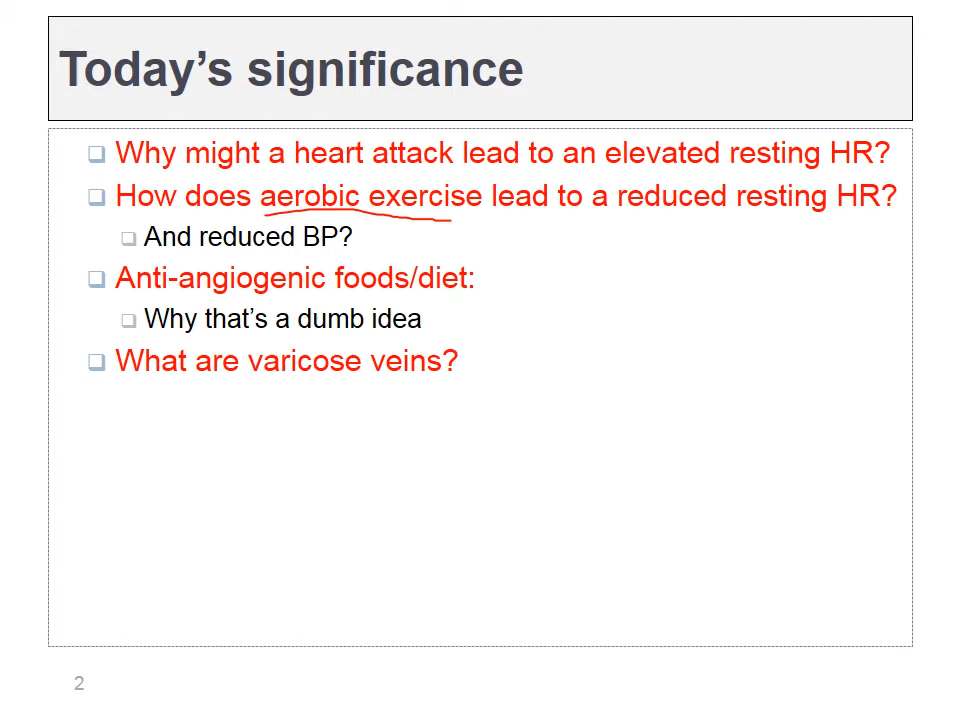 Today’s significance
Why might a heart attack lead to an elevated resting HR?
How does aerobic exercise lead to a reduced resting HR?
And reduced BP?
Anti-angiogenic foods/diet:
Why that’s a dumb idea
What are varicose veins?
2